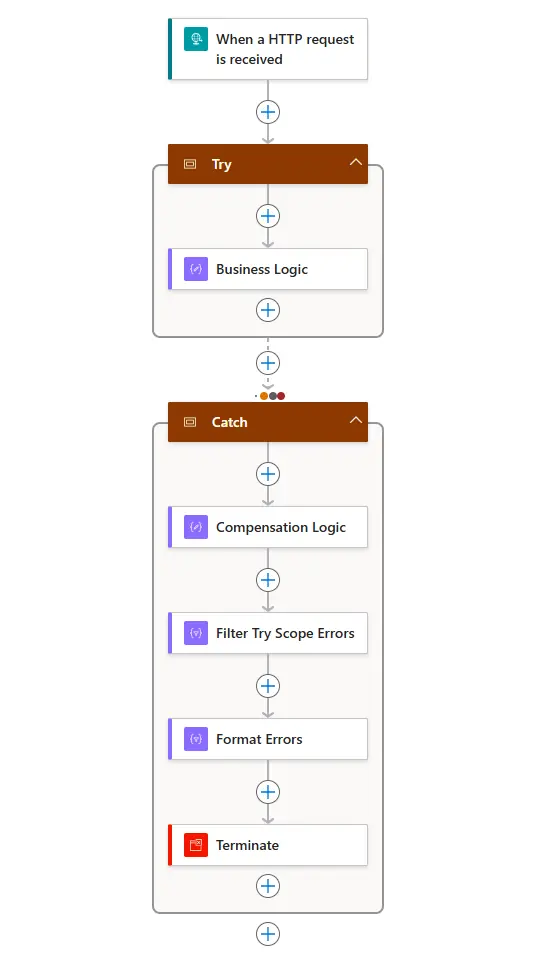 When a HTTP request
is received
Try
Business Logic
Catch
Compensation Logic
Filter Try Scope Errors
Format Errors
Terminate